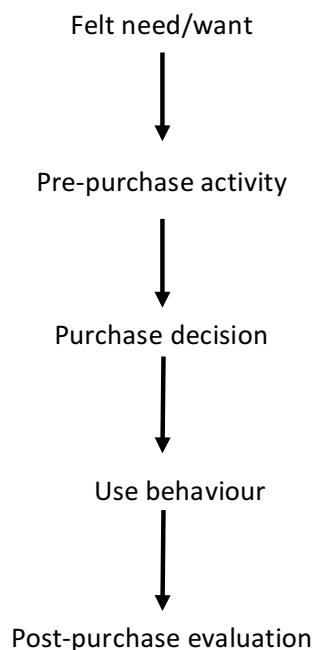 Felt need/want
Pre-purchase activity
Purchase decision
Use behaviour
Post-purchase evaluation